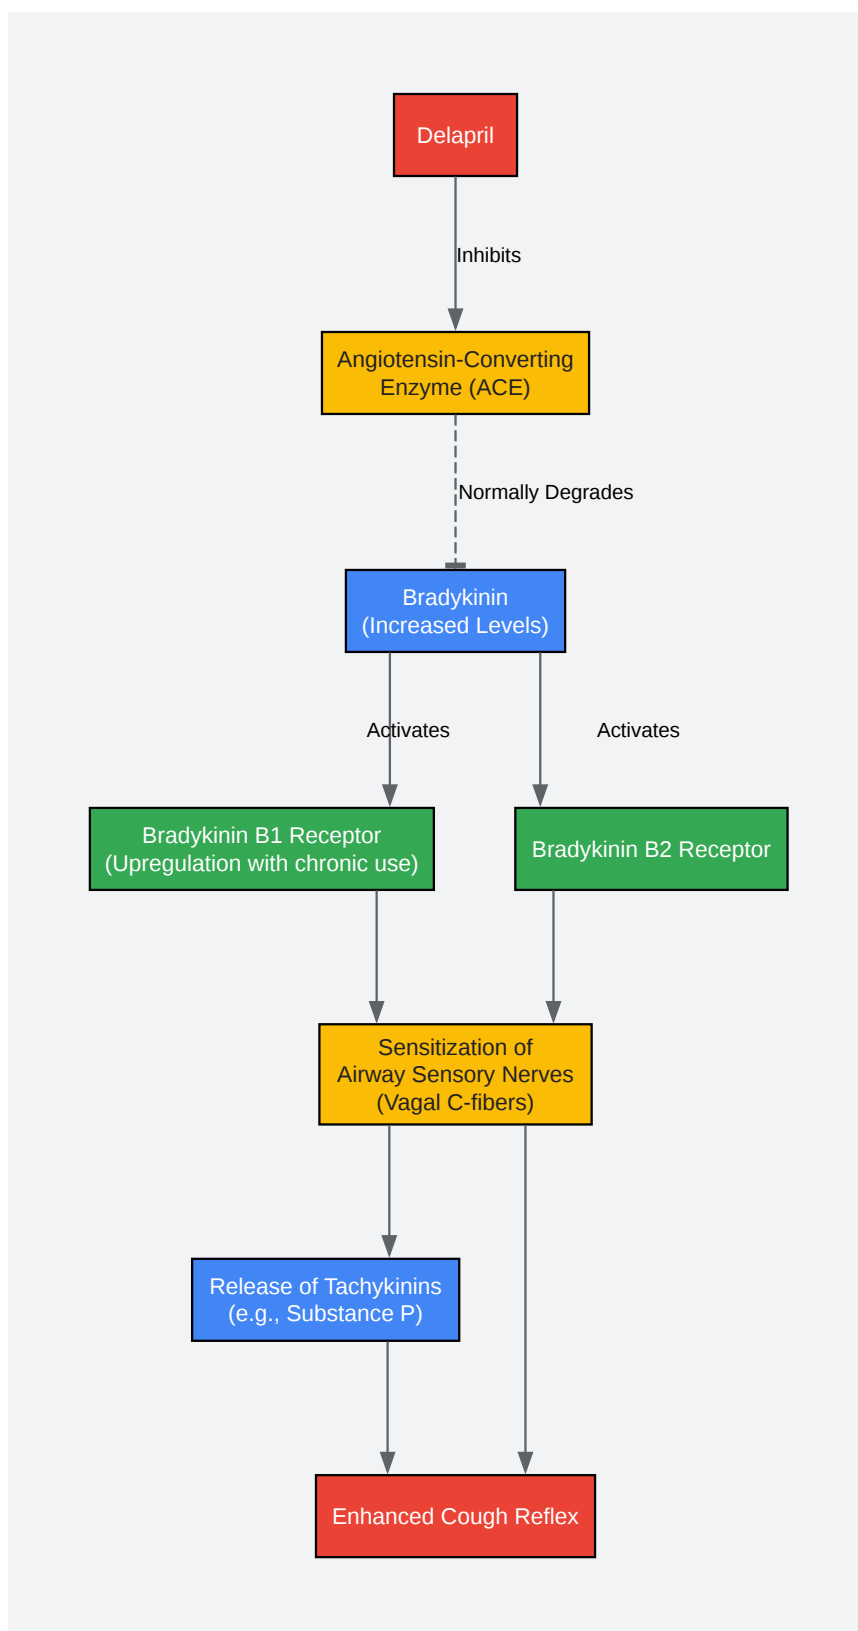 Delapril
Inhibits
Angiotensin-Converting
Enzyme (ACE)
Normally Degrades
Bradykinin
(Increased Levels)
Activates
Activates
Bradykinin B1 Receptor
(Upregulation with chronic use)
Bradykinin B2 Receptor
Sensitization of
Airway Sensory Nerves
(Vagal C-fibers)
Release of Tachykinins
(e.g., Substance P)
Enhanced Cough Reflex